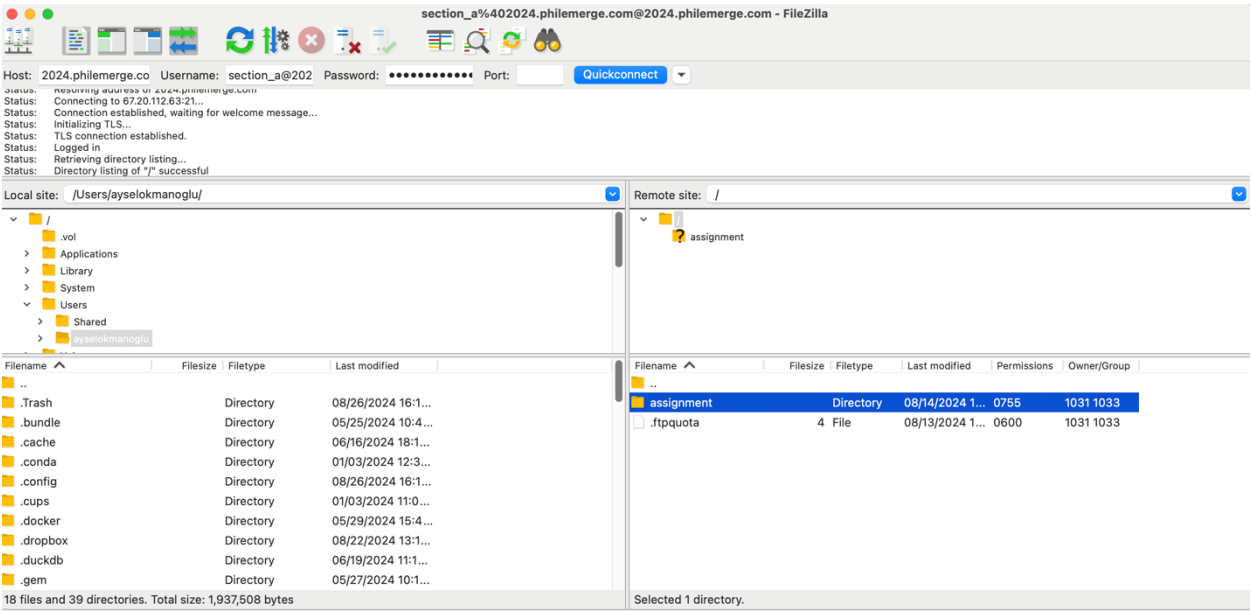 section_a%402024.philemerge.com@2024.philemerge.com - FileZilla
Host: 2024.philemerge.co Username: section_a@202 Password: ●●●●●●●●●●●● Port: Quickconnect
Status: Resolving address of 2024.philemerge.com
Status: Connecting to 67.20.112.63:21...
Status: Connection established, waiting for welcome message...
Status: Initializing TLS...
Status: TLS connection established.
Status: Logged in
Status: Retrieving directory listing...
Status: Directory listing of "/" successful
Local site: /Users/ayselokmanoglu/
/
.vol
Applications
Library
System
Users
Shared
ayselokmanoglu
Filename Filesize Filetype Last modified
..
.Trash Directory 08/26/2024 16:1...
.bundle Directory 05/25/2024 10:4...
.cache Directory 06/16/2024 18:1...
.conda Directory 01/03/2024 12:3...
.config Directory 08/26/2024 16:1...
.cups Directory 01/03/2024 11:0...
.docker Directory 05/29/2024 15:4...
.dropbox Directory 08/22/2024 13:1...
.duckdb Directory 06/19/2024 11:1...
.gem Directory 05/27/2024 10:1...
18 files and 39 directories. Total size: 1,937,508 bytes
Remote site: /
/
? assignment
Filename Filesize Filetype Last modified Permissions Owner/Group
..
assignment Directory 08/14/2024 1... 0755 1031 1033
.ftpquota 4 File 08/13/2024 1... 0600 1031 1033
Selected 1 directory.